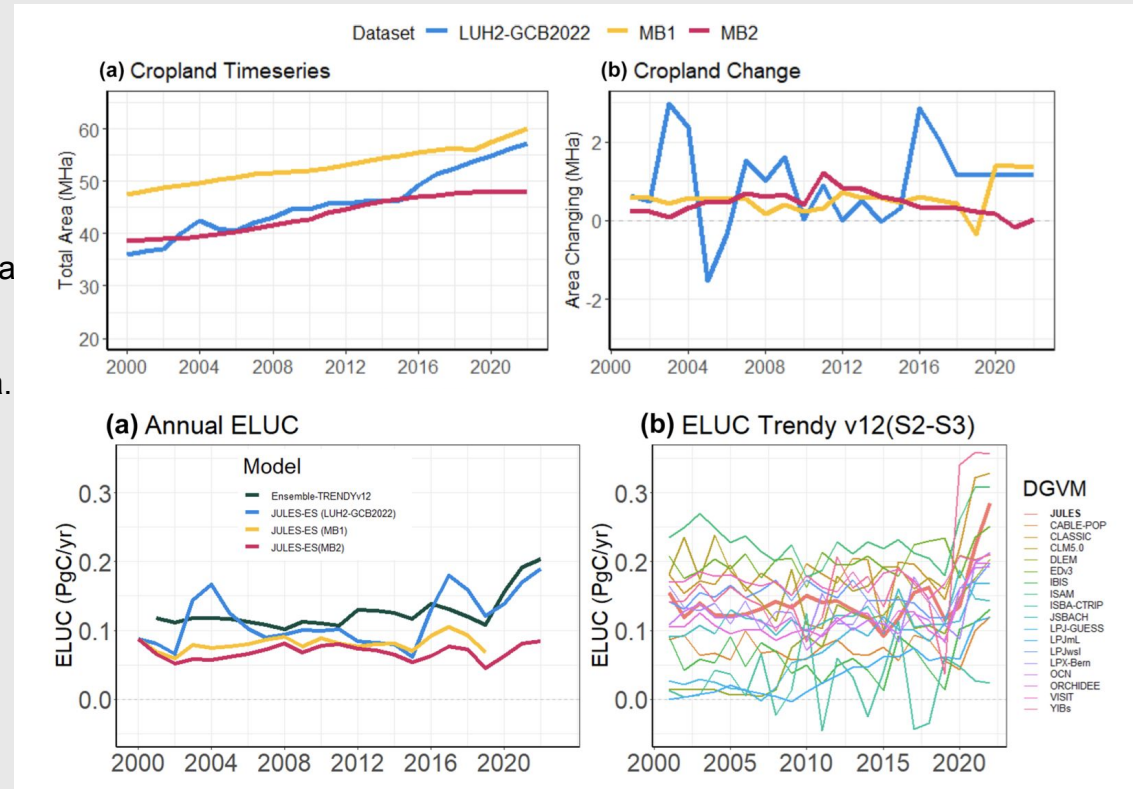 Dataset LUH2-GCB2022 MB1 MB2
(a) Cropland Timeseries
Total Area (MHa)
60
50
40
30
20
2000 2004 2008 2012 2016 2020
(b) Cropland Change
Area Changing (MHa)
2
0
-2
2000 2004 2008 2012 2016 2020
a
.
(a) Annual ELUC
ELUC (PgC/yr)
0.3
0.2
0.1
0.0
Model
Ensemble-TRENDYv12
JULES-ES (LUH2-GCB2022)
JULES-ES (MB1)
JULES-ES(MB2)
2000 2004 2008 2012 2016 2020
(b) ELUC Trendy v12(S2-S3)
ELUC (PgC/yr)
0.3
0.2
0.1
0.0
2000 2005 2010 2015 2020
DGVM
JULES
CABLE-POP
CLASSIC
CLM5.0
DLEM
EDv3
IBIS
ISAM
ISBA-CTRIP
JSBACH
LPJ-GUESS
LPJmL
LPJwsl
LPX-Bern
OCN
ORCHIDEE
VISIT
YIBs